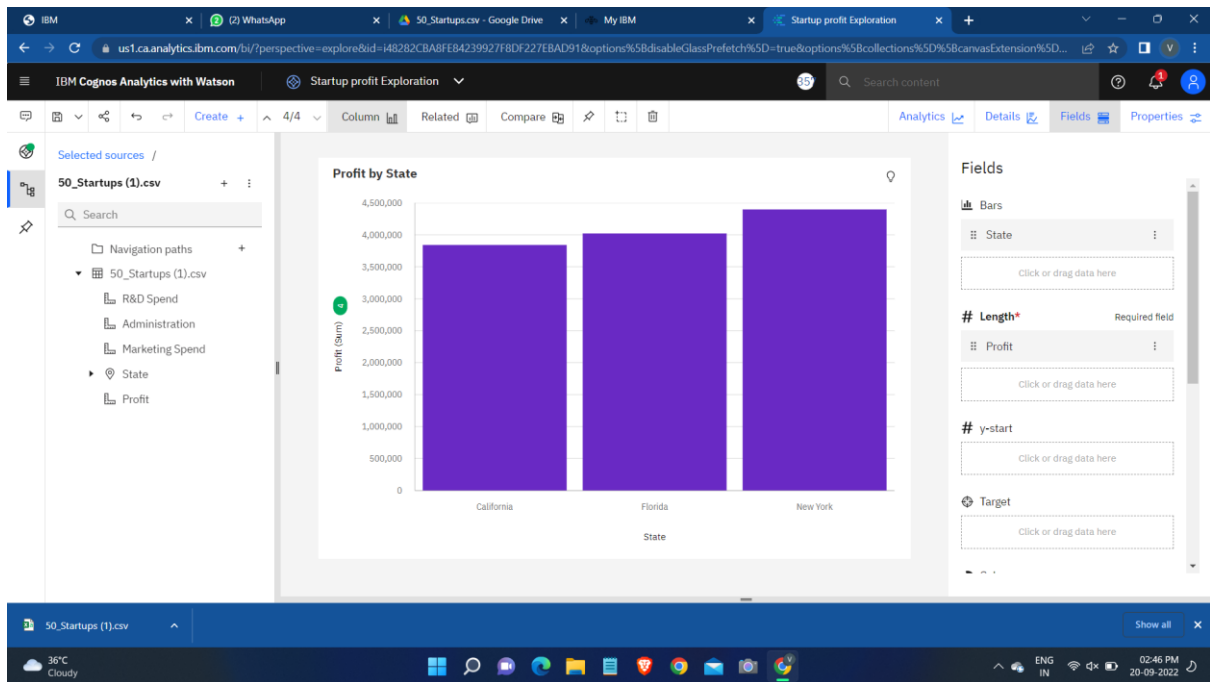 IBM
(2) WhatsApp
50_Startups.csv - Google Drive
My IBM
Startup profit Exploration
us1.ca.analytics.ibm.com/bi/?perspective=explore&id=i48282CBA8FE84239927F8DF227EBAD91&options%5BdisableGlassPrefetch%5D=true&options%5Bcollections%5D%5BcanvasExtension%5D...
V
IBM Cognos Analytics with Watson
Startup profit Exploration
Search content
1
Create +
4/4
Column
Related
Compare
Analytics
Details
Fields
Properties
Selected sources /
50_Startups (1).csv
Search
Navigation paths
50_Startups (1).csv
R&D Spend
Administration
Marketing Spend
State
Profit
Profit by State
4,500,000
4,000,000
3,500,000
3,000,000
2,500,000
2,000,000
1,500,000
1,000,000
500,000
0
Profit (Sum)
4
California
Florida
New York
State
Fields
Bars
State
Click or drag data here
# Length*
Required field
Profit
Click or drag data here
# y-start
Click or drag data here
Target
Click or drag data here
50_Startups (1).csv
Show all
36°C
Cloudy
V
ENG
IN
02:46 PM
20-09-2022